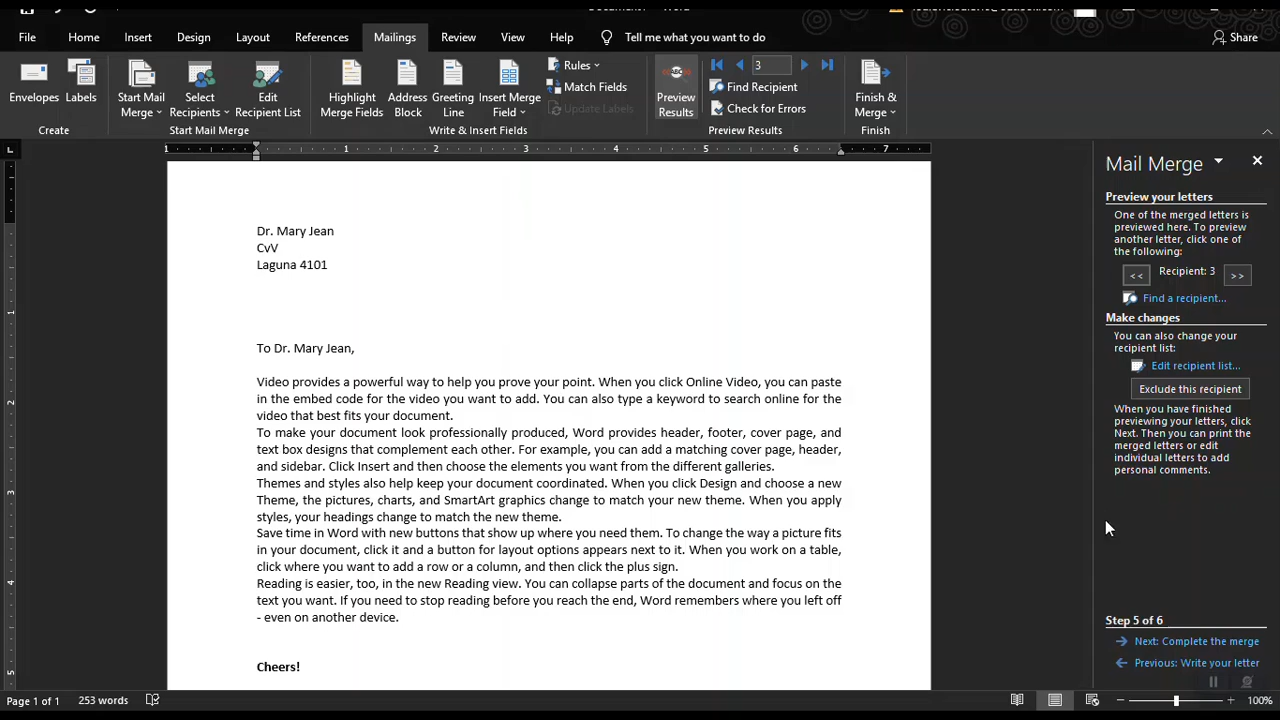 File Home Insert Design Layout References Mailings Review View Help Tell me what you want to do Share
Envelopes Labels Start Mail Merge Select Recipients Edit Recipient List Highlight Merge Fields Address Block Greeting Line Insert Merge Field Rules Match Fields Update Labels Preview Results 3 Find Recipient Check for Errors Finish & Merge
Create Start Mail Merge Write & Insert Fields Preview Results Finish
1 1 2 3 4 5 6 7
Dr. Mary Jean
CvV
Laguna 4101
To Dr. Mary Jean,
Video provides a powerful way to help you prove your point. When you click Online Video, you can paste
in the embed code for the video you want to add. You can also type a keyword to search online for the
video that best fits your document.
To make your document look professionally produced, Word provides header, footer, cover page, and
text box designs that complement each other. For example, you can add a matching cover page, header,
and sidebar. Click Insert and then choose the elements you want from the different galleries.
Themes and styles also help keep your document coordinated. When you click Design and choose a new
Theme, the pictures, charts, and SmartArt graphics change to match your new theme. When you apply
styles, your headings change to match the new theme.
Save time in Word with new buttons that show up where you need them. To change the way a picture fits
in your document, click it and a button for layout options appears next to it. When you work on a table,
click where you want to add a row or a column, and then click the plus sign.
Reading is easier, too, in the new Reading view. You can collapse parts of the document and focus on the
text you want. If you need to stop reading before you reach the end, Word remembers where you left off
- even on another device.
Cheers!
1
2
3
4
5
Mail Merge
Preview your letters
One of the merged letters is
previewed here. To preview
another letter, click one of
the following:
<< Recipient: 3 >>
Find a recipient...
Make changes
You can also change your
recipient list:
Edit recipient list...
Exclude this recipient
When you have finished
previewing your letters, click
Next. Then you can print the
merged letters or edit
individual letters to add
personal comments.
Step 5 of 6
Next: Complete the merge
Previous: Write your letter
Page 1 of 1 253 words 100%